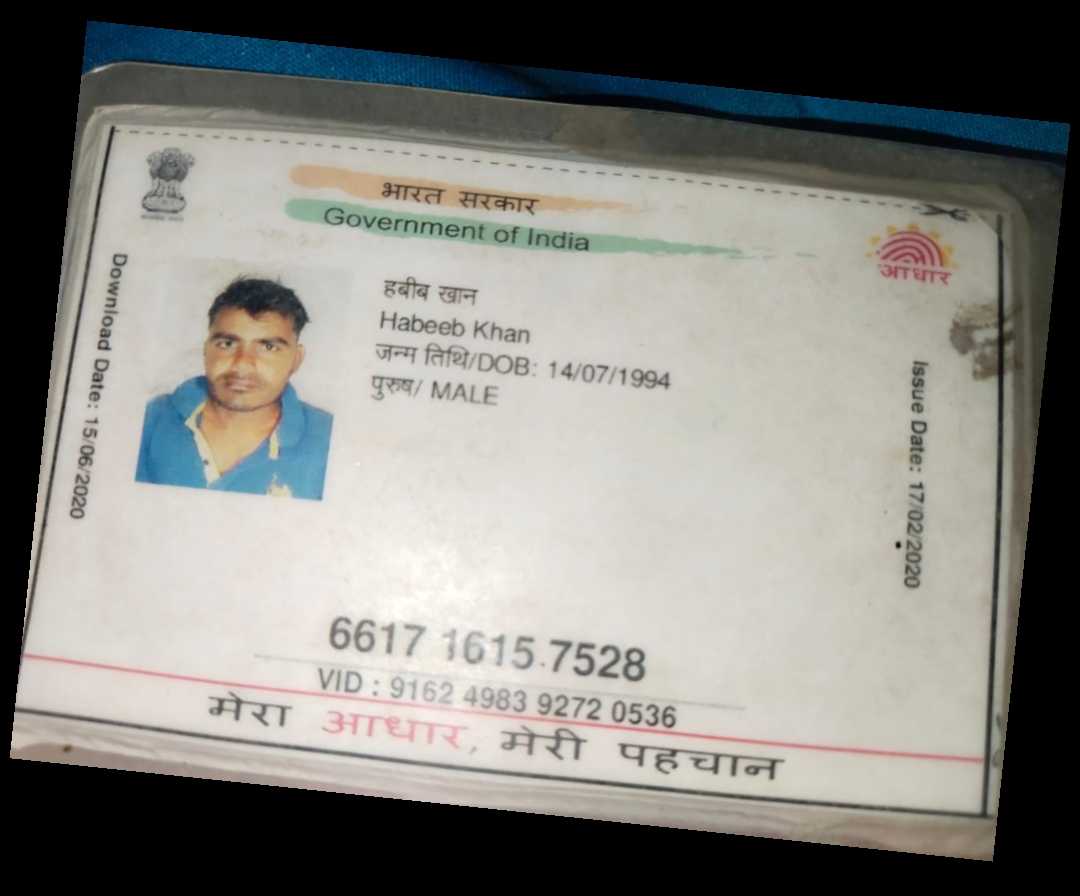 भारत सरकार
Government of India
आधार
हबीब खान
Habeeb Khan
जन्म तिथि/DOB: 14/07/1994
पुरुष/ MALE
Download Date: 15/06/2020
Issue Date: 17/02/2020
6617 1615 7528
VID : 9162 4983 9272 0536
मेरा आधार, मेरी पहचान